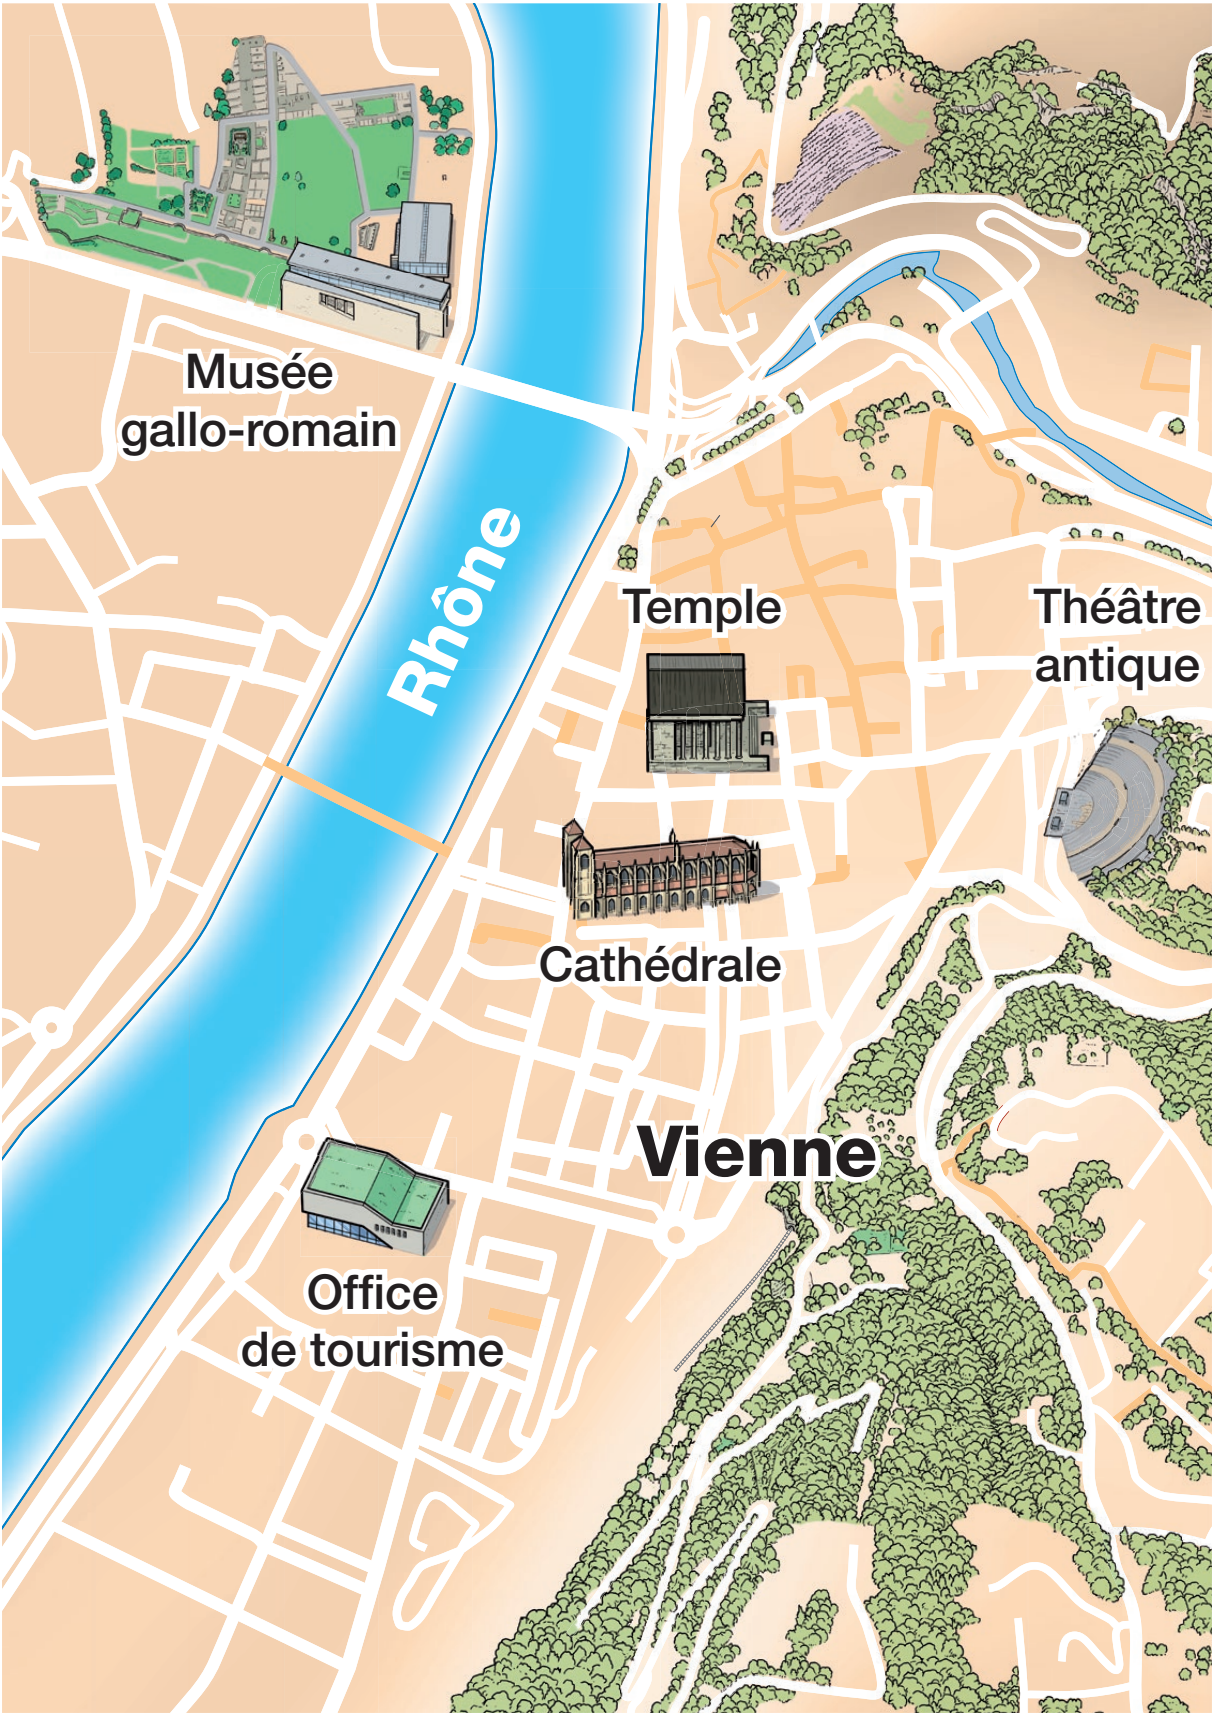 Musée
gallo-romain
Rhône
Temple
Théâtre
antique
Cathédrale
Vienne
Office
de tourisme